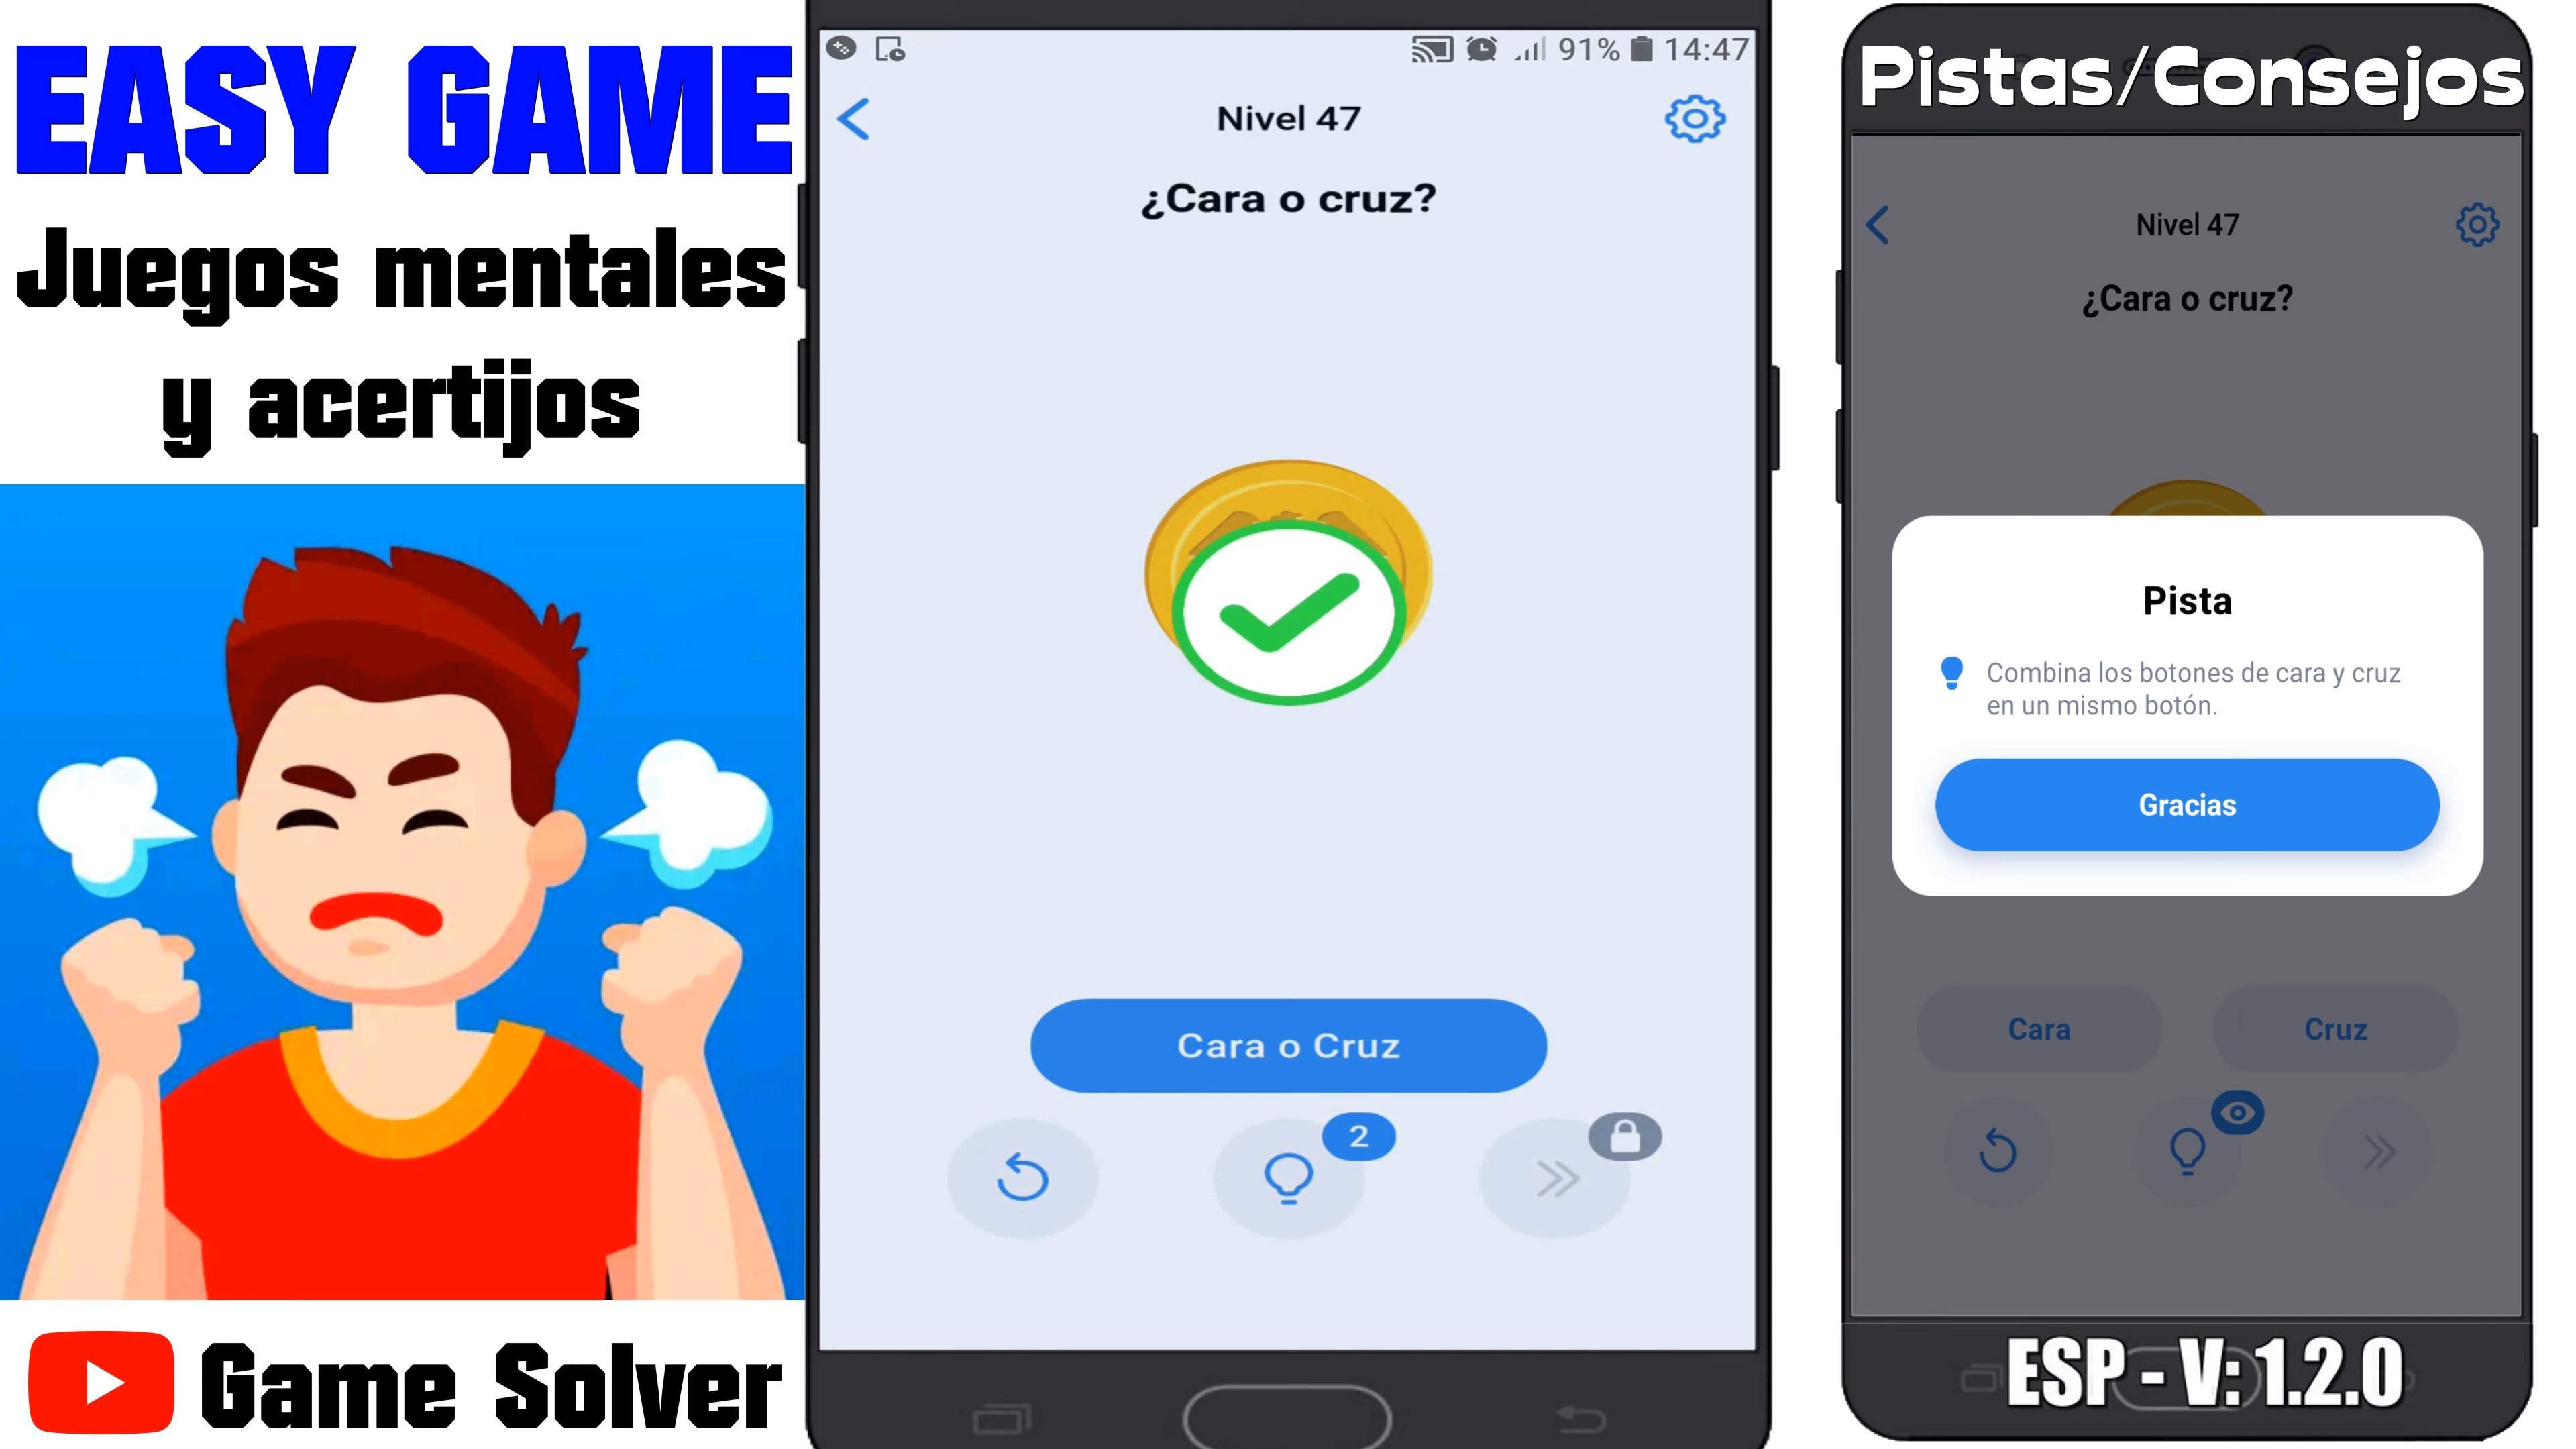 EASY GAME
Juegos mentales
y acertijos
Game Solver
91% 14:47
Nivel 47
¿Cara o cruz?
Cara o Cruz
2
Pistas/Consejos
Nivel 47
¿Cara o cruz?
Pista
Combina los botones de cara y cruz
en un mismo botón.
Gracias
Cara Cruz
ESP - V: 1.2.0